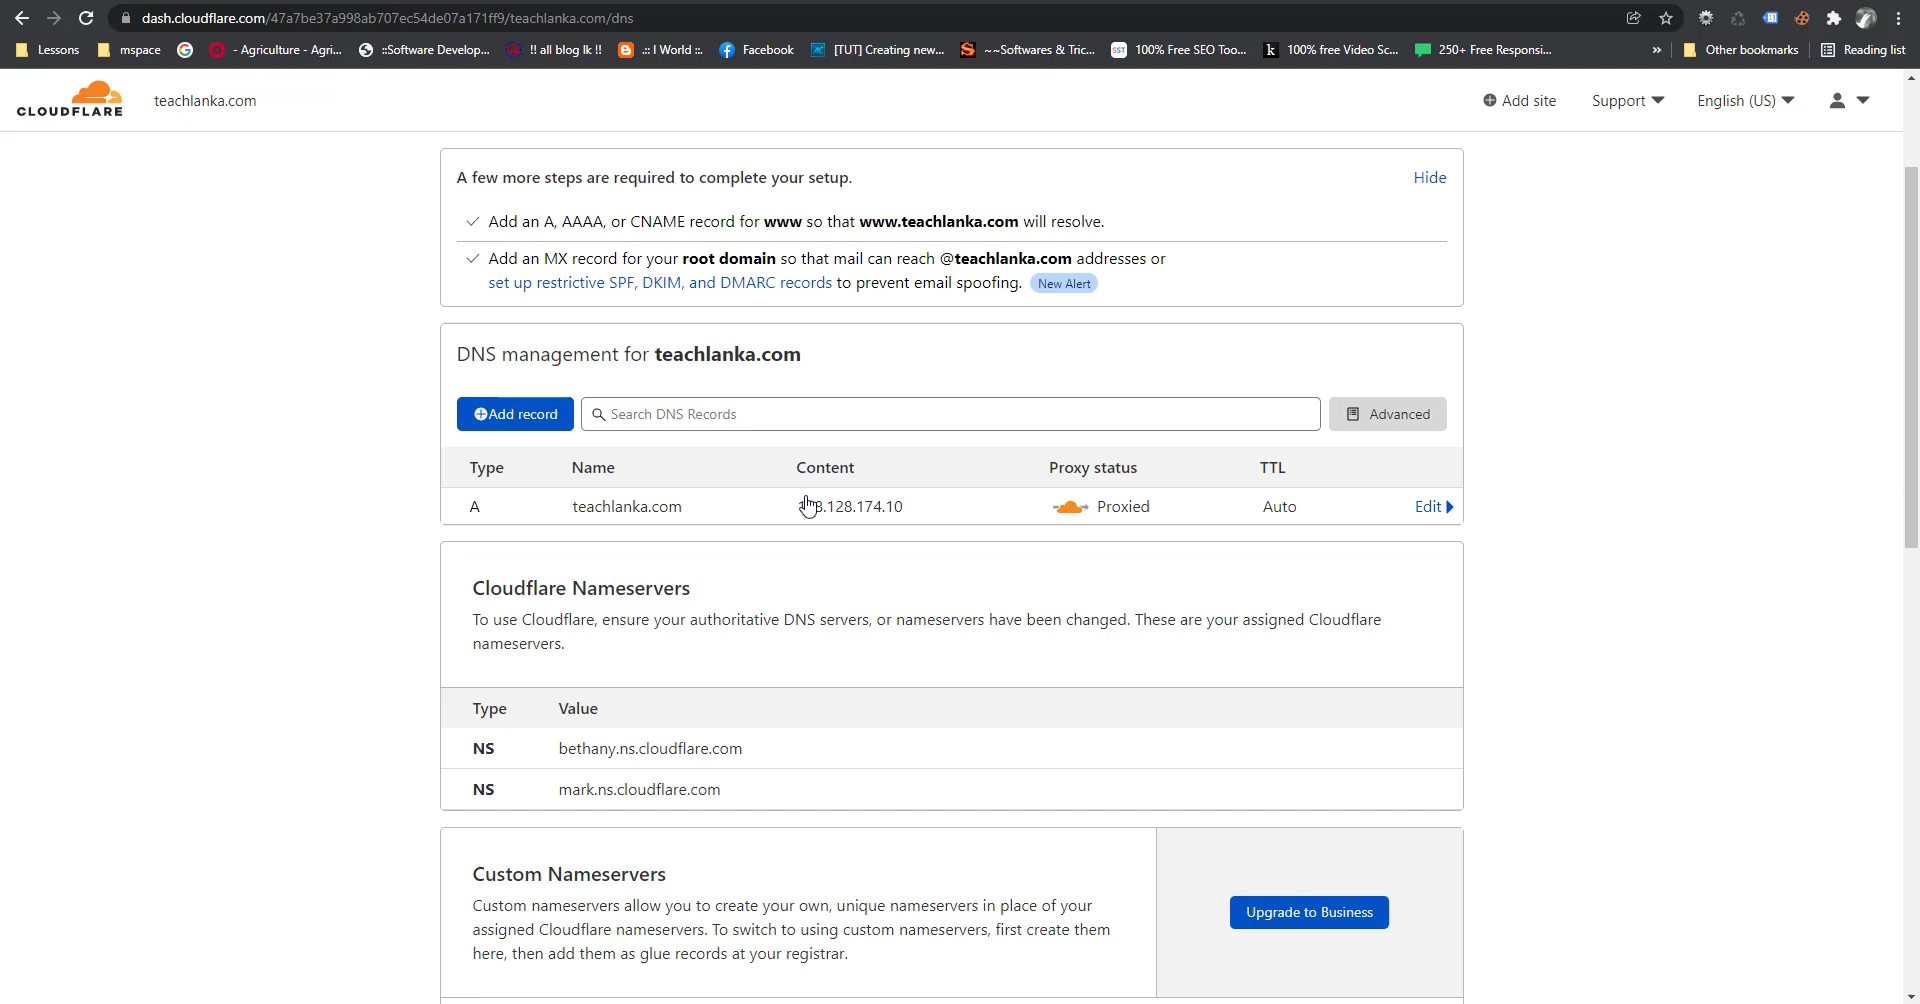 dash.cloudflare.com/47a7be37a998ab707ec54de07a171ff9/teachlanka.com/dns
Lessons mspace - Agriculture - Agri... ::Software Develop... !! all blog lk !! .:: I World ::. Facebook [TUT] Creating new... ~~Softwares & Tric... 100% Free SEO Too... 100% free Video Sc... 250+ Free Responsi... » Other bookmarks Reading list
CLOUDFLARE teachlanka.com Add site Support English (US)
A few more steps are required to complete your setup. Hide
Add an A, AAAA, or CNAME record for www so that www.teachlanka.com will resolve.
Add an MX record for your root domain so that mail can reach @teachlanka.com addresses or
set up restrictive SPF, DKIM, and DMARC records to prevent email spoofing. New Alert
DNS management for teachlanka.com
Add record Search DNS Records Advanced
Type Name Content Proxy status TTL
A teachlanka.com .128.174.10 Proxied Auto Edit
Cloudflare Nameservers
To use Cloudflare, ensure your authoritative DNS servers, or nameservers have been changed. These are your assigned Cloudflare
nameservers.
Type Value
NS bethany.ns.cloudflare.com
NS mark.ns.cloudflare.com
Custom Nameservers
Custom nameservers allow you to create your own, unique nameservers in place of your
assigned Cloudflare nameservers. To switch to using custom nameservers, first create them
here, then add them as glue records at your registrar.
Upgrade to Business